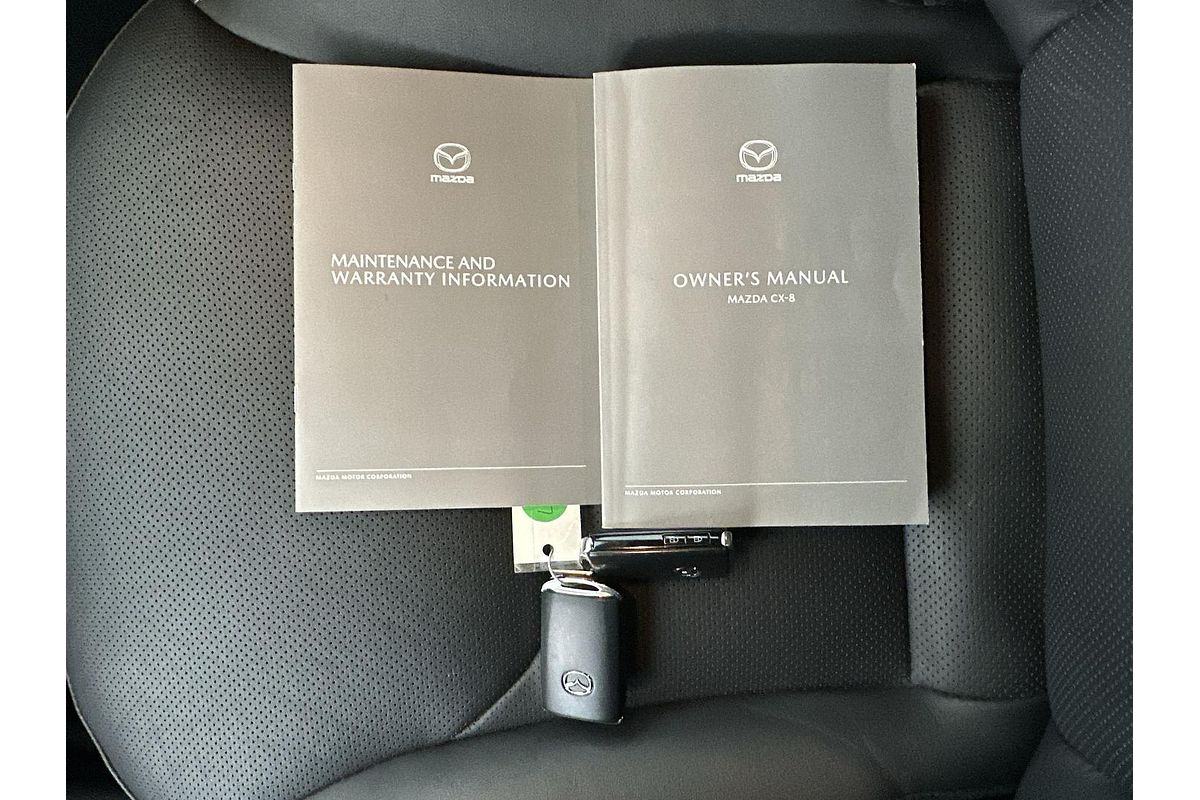 mazda
MAINTENANCE AND
WARRANTY INFORMATION
MAZDA MOTOR CORPORATION
mazda
OWNER'S MANUAL
MAZDA CX-8
MAZDA MOTOR CORPORATION